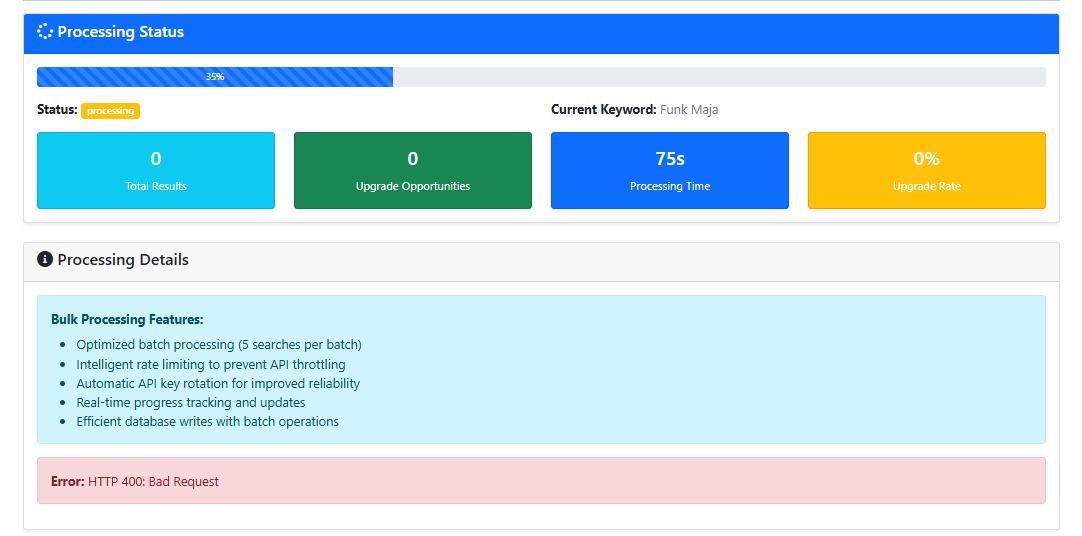 Processing Status
35%
Status: processing
Current Keyword: Funk Maja
0
Total Results
0
Upgrade Opportunities
75s
Processing Time
0%
Upgrade Rate
Processing Details
Bulk Processing Features:
Optimized batch processing (5 searches per batch)
Intelligent rate limiting to prevent API throttling
Automatic API key rotation for improved reliability
Real-time progress tracking and updates
Efficient database writes with batch operations
Error: HTTP 400: Bad Request